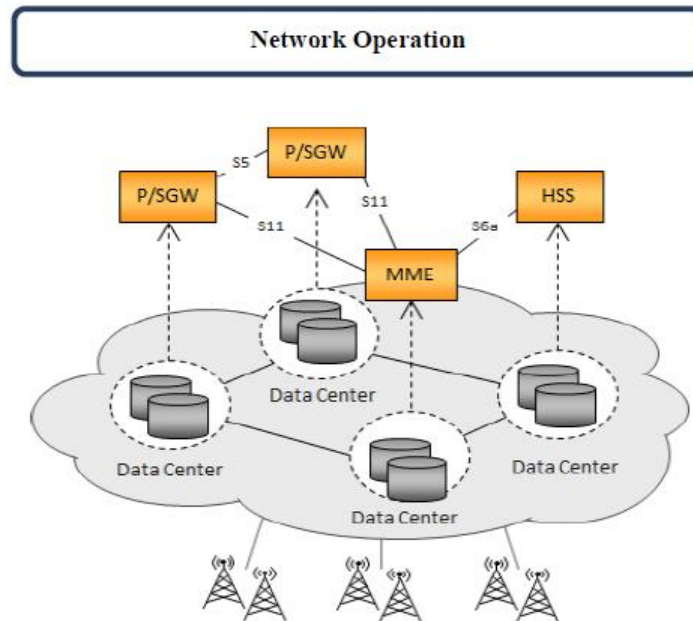 Network Operation
P/SGW
S5
P/SGW
HSS
S11
S11
S6a
MME
Data Center
Data Center
Data Center
Data Center